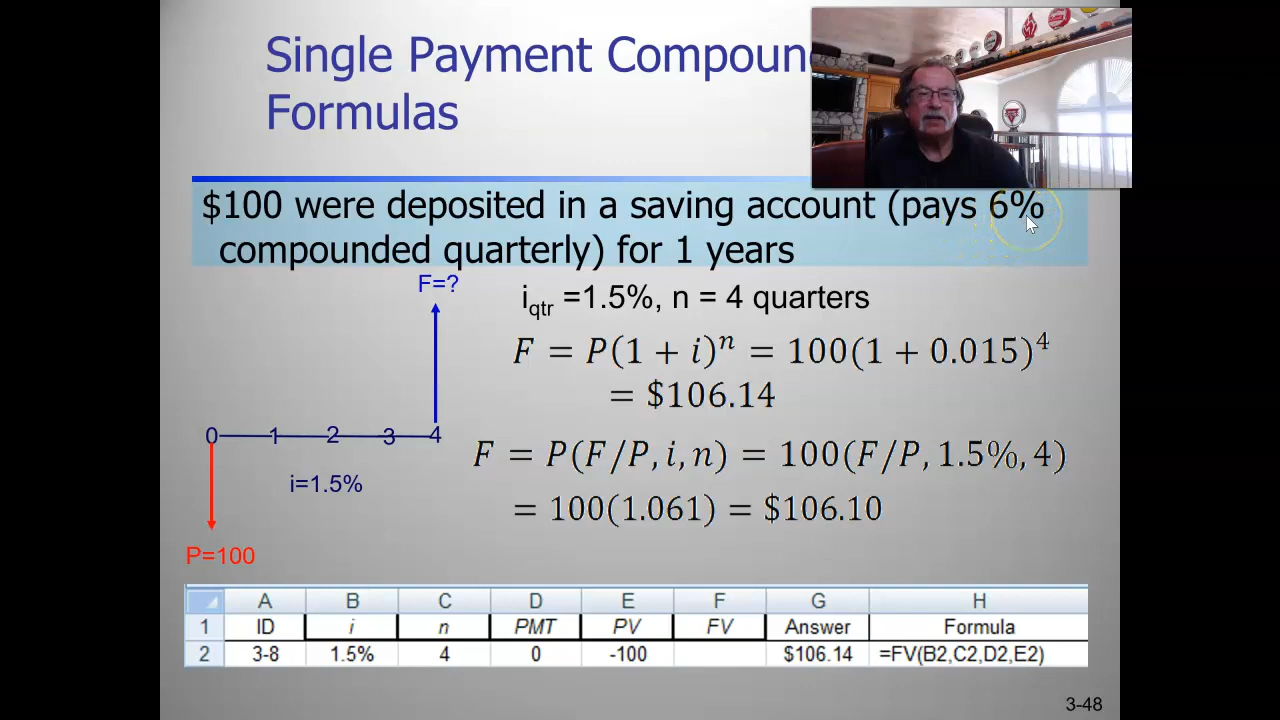 Single Payment Compoun
Formulas
$100 were deposited in a saving account (pays 6%
compounded quarterly) for 1 years
F=?
i_qtr =1.5%, n = 4 quarters
F = P(1 + i)^n = 100(1 + 0.015)^4
= $106.14
0 1 2 3 4
F = P(F/P, i, n) = 100(F/P, 1.5%, 4)
i=1.5%
= 100(1.061) = $106.10
P=100
A B C D E F G H
1 ID i n PMT PV FV Answer Formula
2 3-8 1.5% 4 0 -100 $106.14 =FV(B2,C2,D2,E2)
3-48